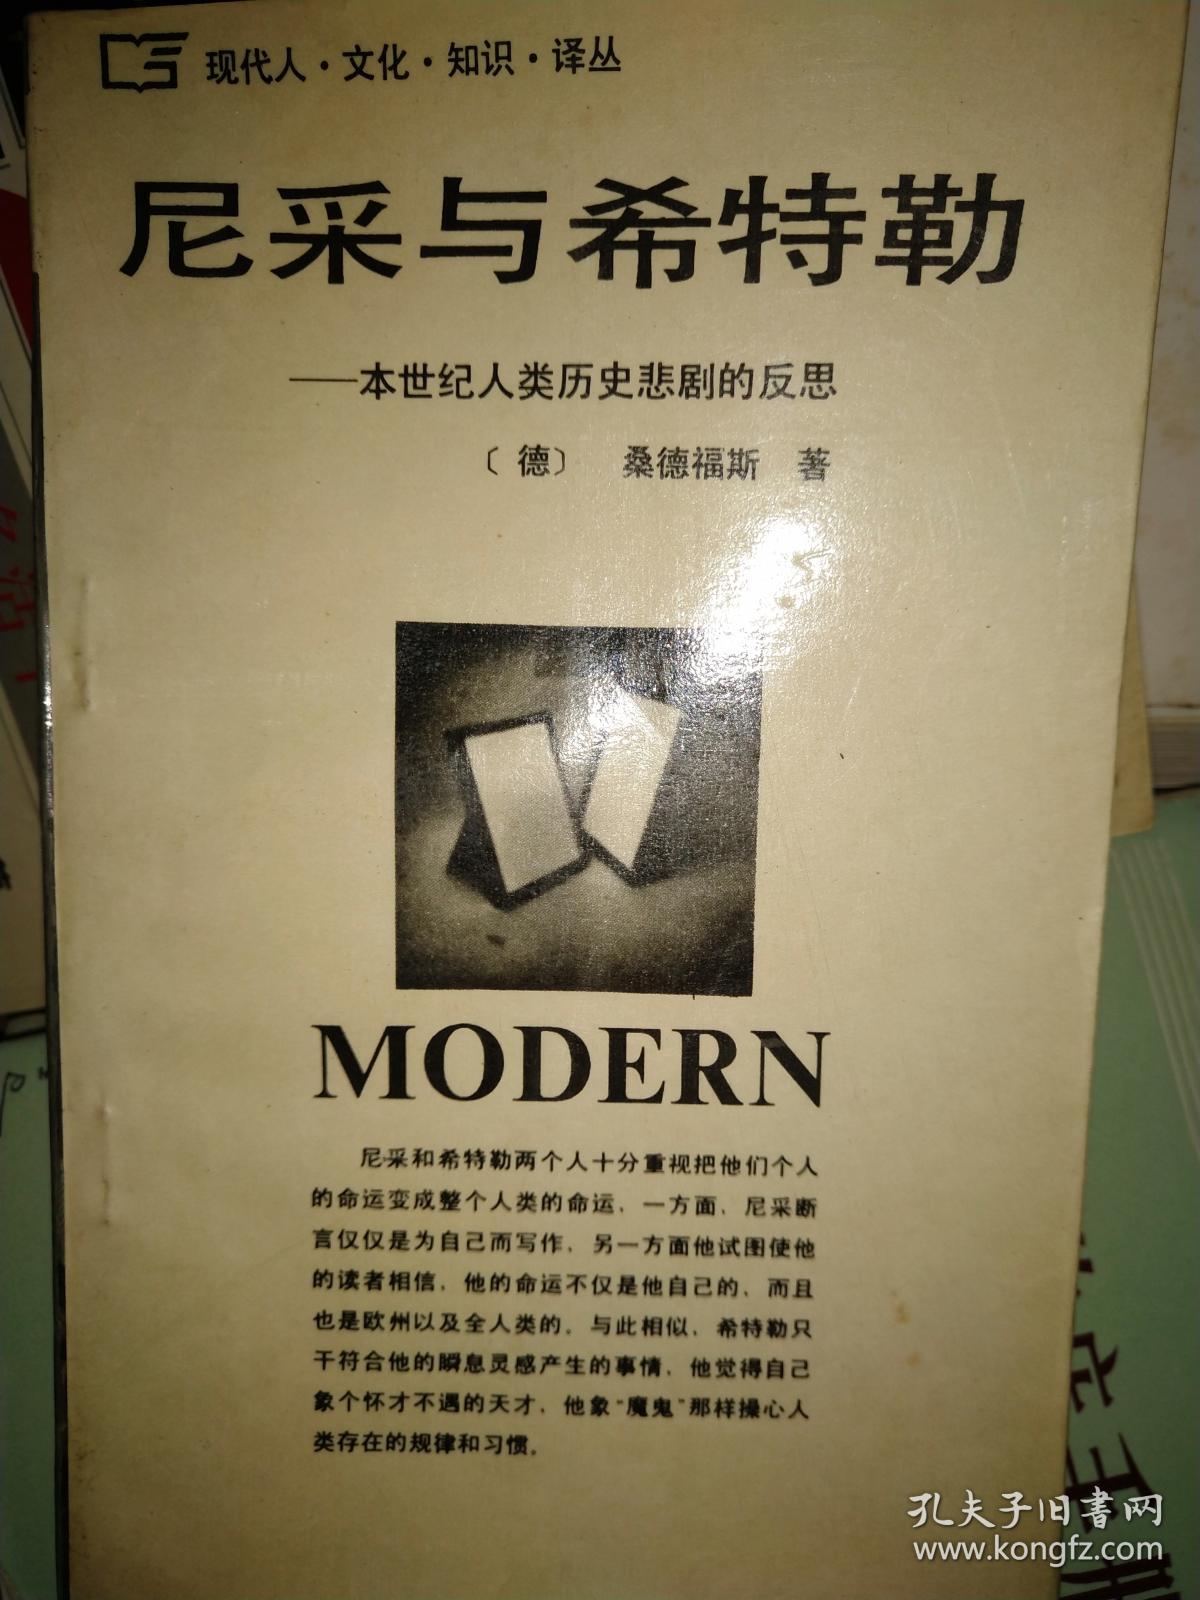 现代人·文化·知识·译丛
尼采与希特勒
——本世纪人类历史悲剧的反思
〔德〕 桑德福斯 著
MODERN
尼采和希特勒两个人十分重视把他们个人
的命运变成整个人类的命运，一方面，尼采断
言仅仅是为自己而写作，另一方面他试图使他
的读者相信，他的命运不仅是他自己的，而且
也是欧州以及全人类的。与此相似，希特勒只
干符合他的瞬息灵感产生的事情，他觉得自己
象个怀才不遇的天才，他象“魔鬼”那样操心人
类存在的规律和习惯。
孔夫子旧书网
www.kongfz.com